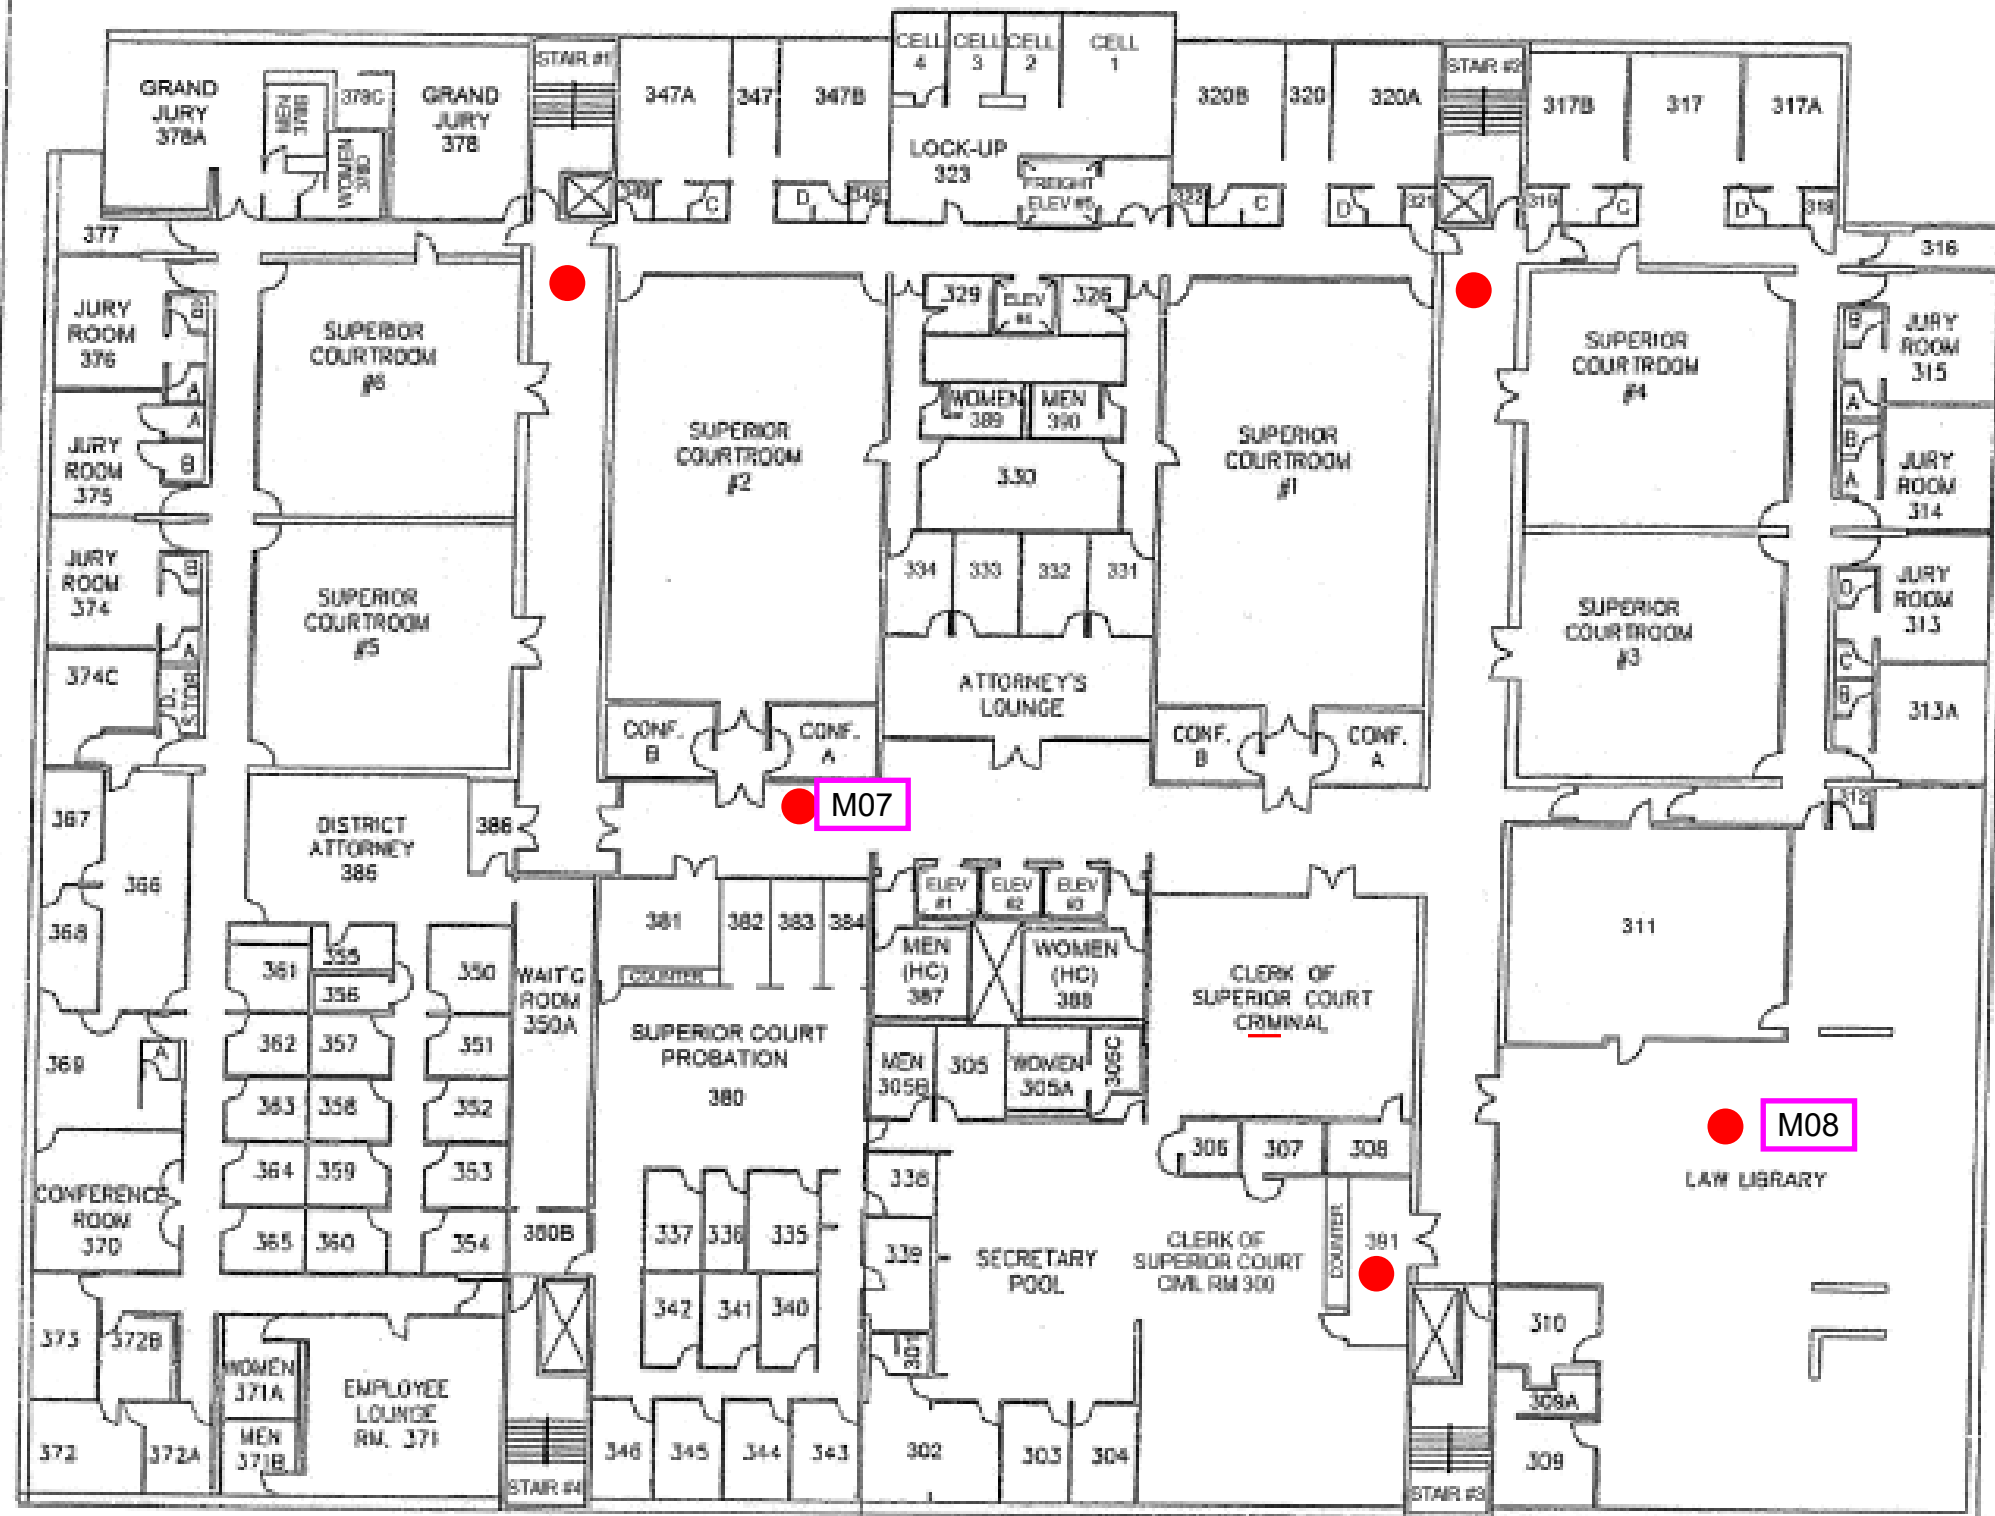 CELL
4
CELL
3
CELL
2
CELL
1
STAIR #1
STAIR #2
GRAND
JURY
378A
MEN
378B
378C
GRAND
JURY
378
WOMEN
378D
347A
347
347B
320B
320
320A
317B
317
317A
LOCK-UP
323
FREIGHT
ELEV #5
349
C
D
348
322
C
D
321
319
C
D
318
377
316
JURY
ROOM
376
B
A
SUPERIOR
COURTROOM
#6
329
ELEV
#4
326
SUPERIOR
COURTROOM
#4
B
A
JURY
ROOM
315
WOMEN
389
MEN
390
JURY
ROOM
375
A
B
SUPERIOR
COURTROOM
#2
330
SUPERIOR
COURTROOM
#1
B
A
JURY
ROOM
314
334
333
332
331
JURY
ROOM
374
B
A
SUPERIOR
COURTROOM
#5
SUPERIOR
COURTROOM
#3
D
C
B
JURY
ROOM
313
374C
D.
STOR
ATTORNEY'S
LOUNGE
313A
CONF.
B
CONF.
A
CONF.
B
CONF.
A
M07
312
367
366
368
DISTRICT
ATTORNEY
385
386
381
382
383
384
COUNTER
ELEV
#1
ELEV
#2
ELEV
#3
311
361
355
356
350
WAIT'G
ROOM
350A
MEN
(HC)
387
WOMEN
(HC)
388
CLERK OF
SUPERIOR COURT
CRIMINAL
369
A
362
357
351
SUPERIOR COURT
PROBATION
380
MEN
305B
305
WOMEN
305A
306C
363
358
352
M08
LAW LIBRARY
306
307
308
CONFERENCE
ROOM
370
364
359
353
338
365
360
354
380B
337
336
335
339
SECRETARY
POOL
CLERK OF
SUPERIOR COURT
CIVIL RM 300
COUNTER
391
342
341
340
301
373
372B
WOMEN
371A
EMPLOYEE
LOUNGE
RM. 371
310
309A
372
372A
MEN
371B
346
345
344
343
302
303
304
309
STAIR #4
STAIR #3